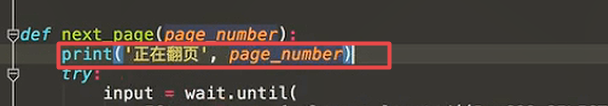 def next_page(page_number):
print('正在翻页', page_number)
try:
input = wait.until(